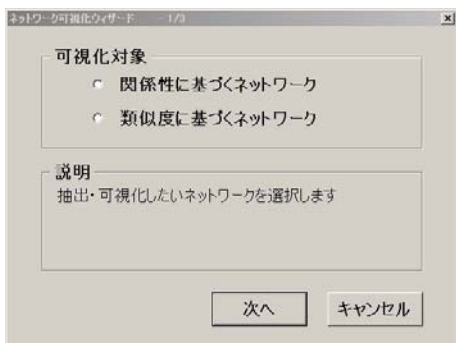 ネットワーク可視化ウィザード　－ 1/3
可視化対象
関係性に基づくネットワーク
類似度に基づくネットワーク
説明
抽出・可視化したいネットワークを選択します
次へ
キャンセル